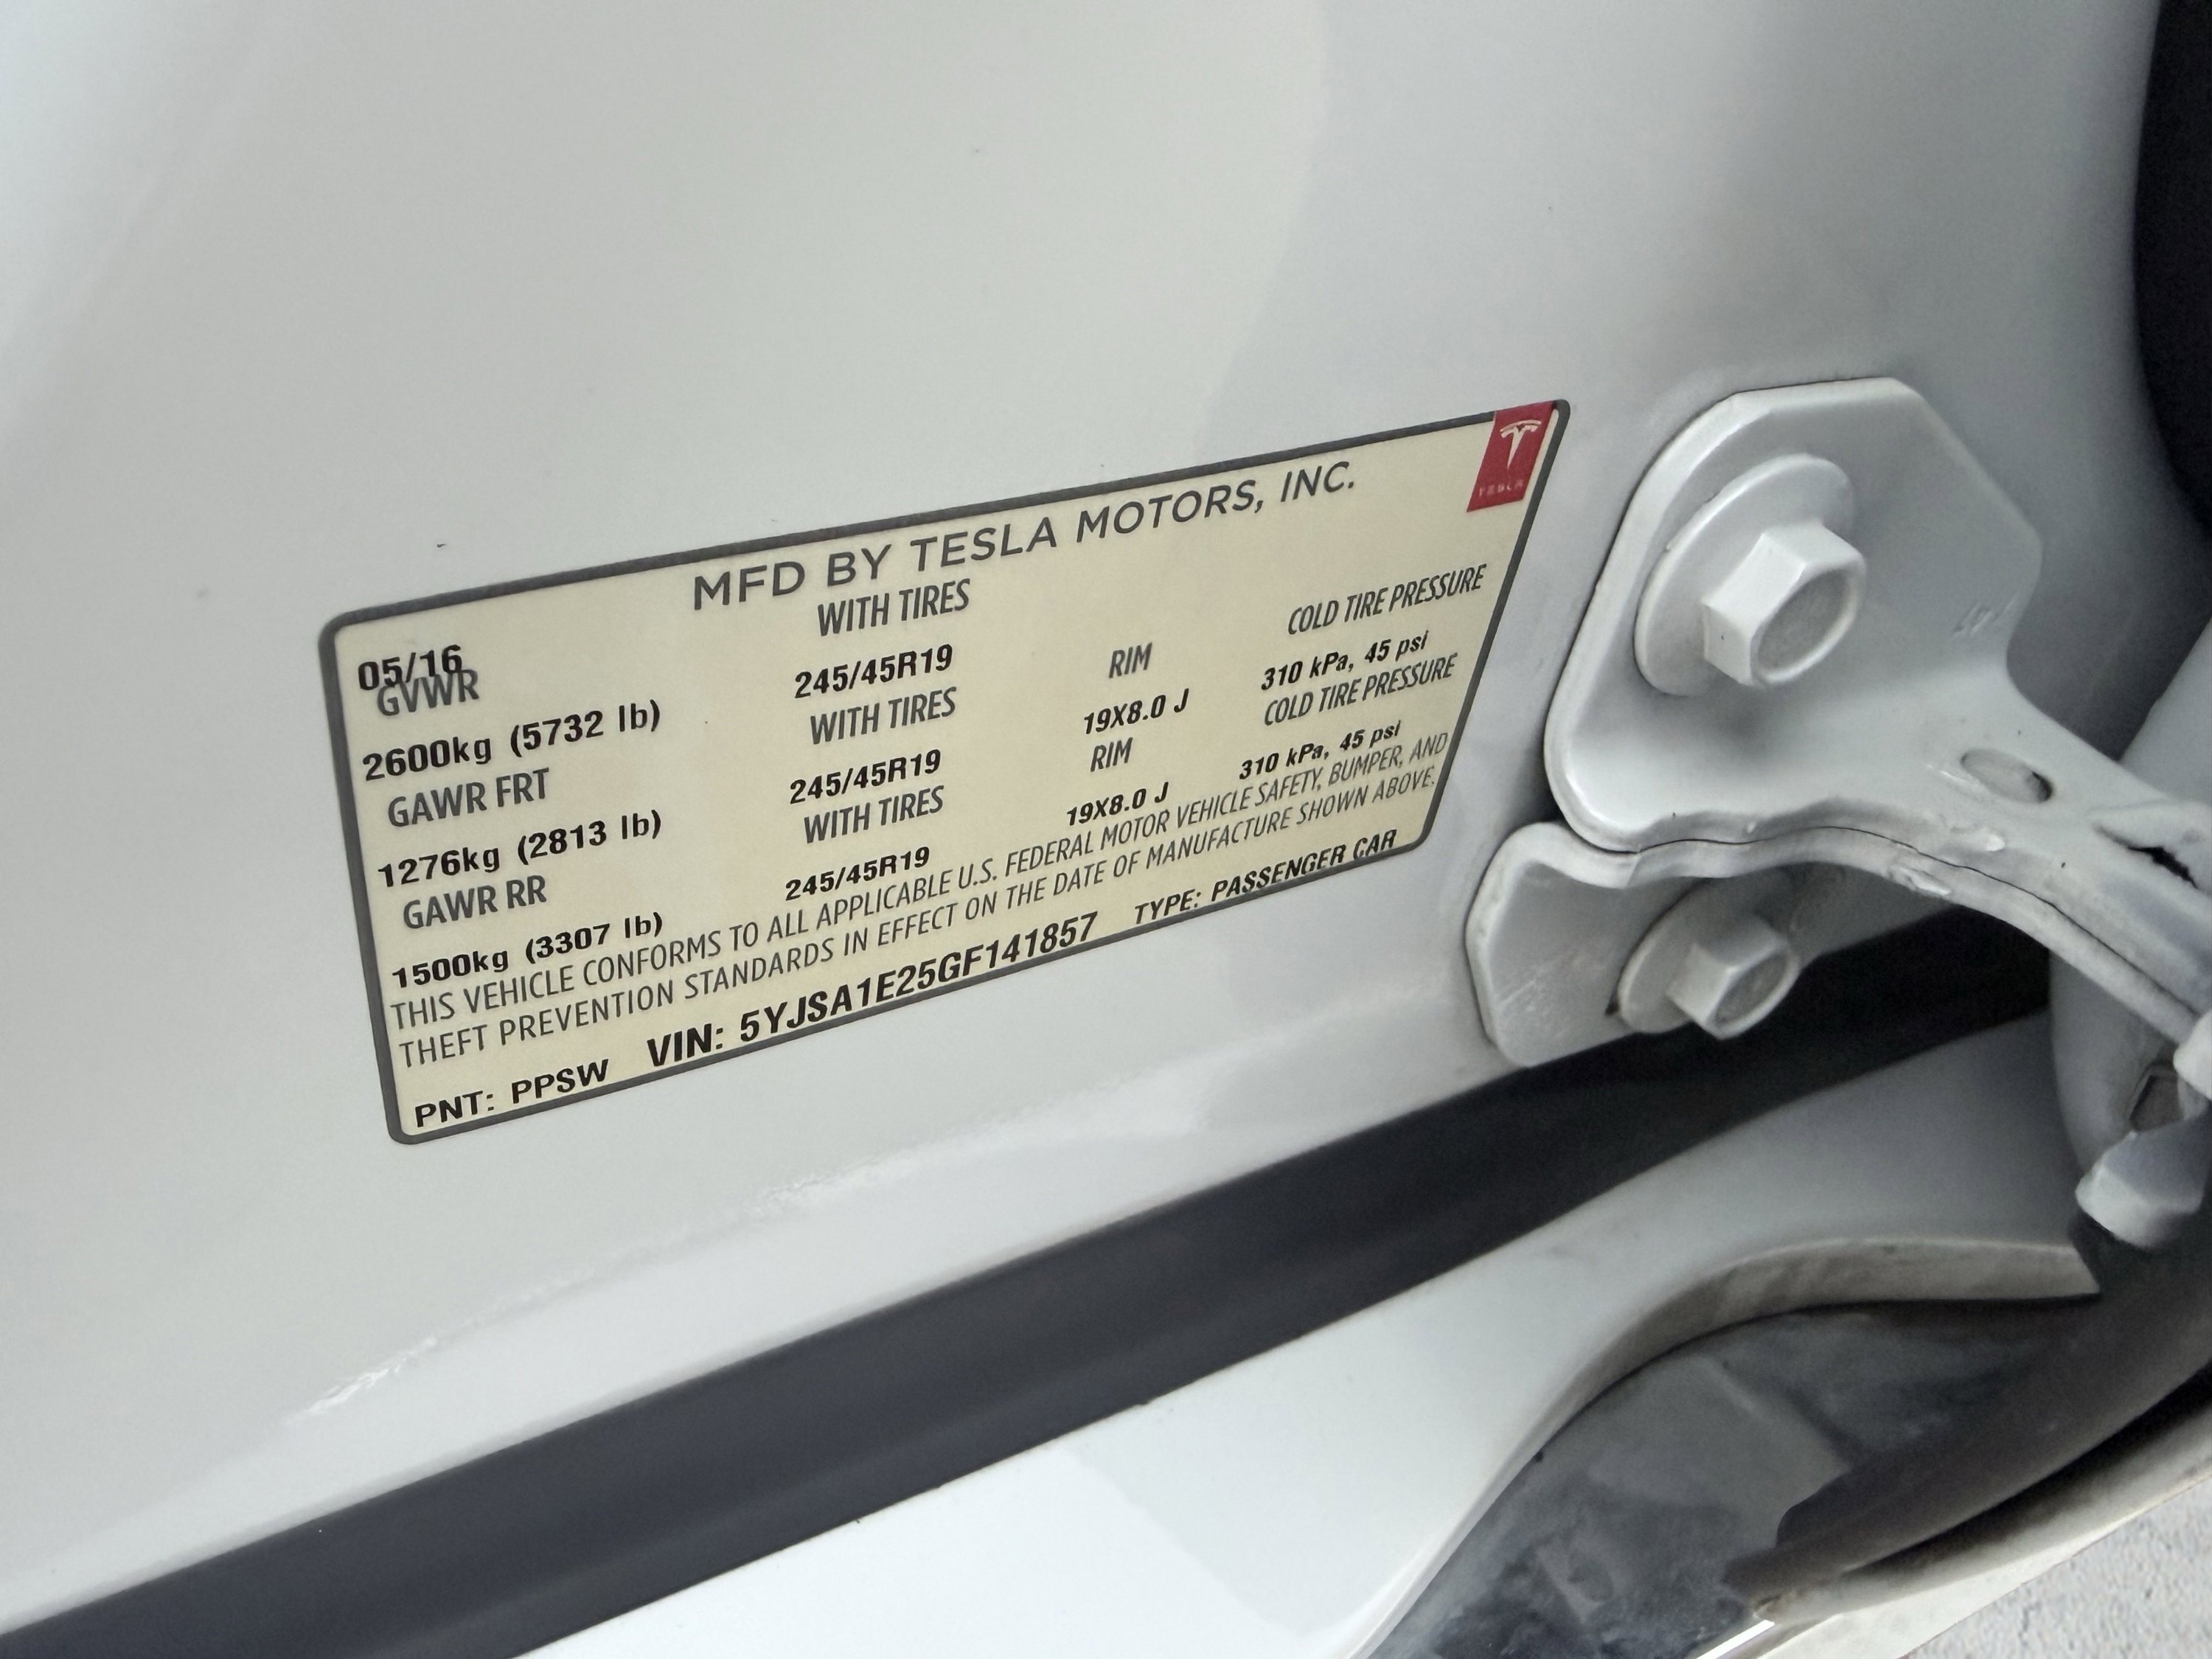 TESLA
MFD BY TESLA MOTORS, INC.
05/16
GVWR WITH TIRES RIM COLD TIRE PRESSURE
2600kg (5732 lb) 245/45R19 19X8.0 J 310 kPa, 45 psi
GAWR FRT WITH TIRES RIM COLD TIRE PRESSURE
1276kg (2813 lb) 245/45R19 19X8.0 J 310 kPa, 45 psi
GAWR RR WITH TIRES
1500kg (3307 lb) 245/45R19
THIS VEHICLE CONFORMS TO ALL APPLICABLE U.S. FEDERAL MOTOR VEHICLE SAFETY, BUMPER, AND
THEFT PREVENTION STANDARDS IN EFFECT ON THE DATE OF MANUFACTURE SHOWN ABOVE.
PNT: PPSW VIN: 5YJSA1E25GF141857 TYPE: PASSENGER CAR